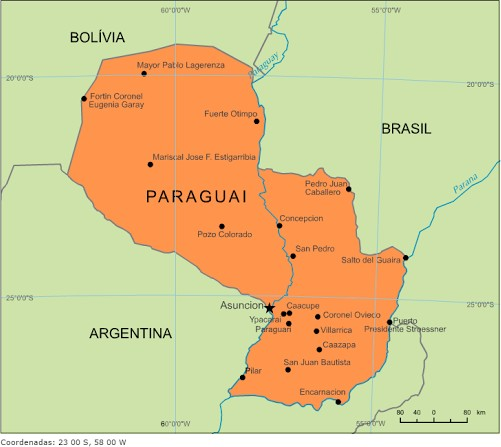 60°0'0"W
55°0'0"W
BOLÍVIA
Mayor Pablo Lagerenza
Paraguay
20°0'0"S
20°0'0"S
Fortin Coronel
Eugenia Garay
Fuerte Otimpo
BRASIL
Mariscal Jose F. Estigarribia
Pedro Juan
Caballero
Parana
PARAGUAI
Concepcion
Pozo Colorado
San Pedro
Salto del Guaira
25°0'0"S
25°0'0"S
Asuncion
Caacupe
Ypacarai
Coronel Ovieco
Puerto
Presidente Stroessner
Paraguari
Villarrica
ARGENTINA
Caazapa
San Juan Bautista
Pilar
Encarnacion
80 40 0 80
km
60°0'0"W
55°0'0"W
Coordenadas: 23 00 S, 58 00 W